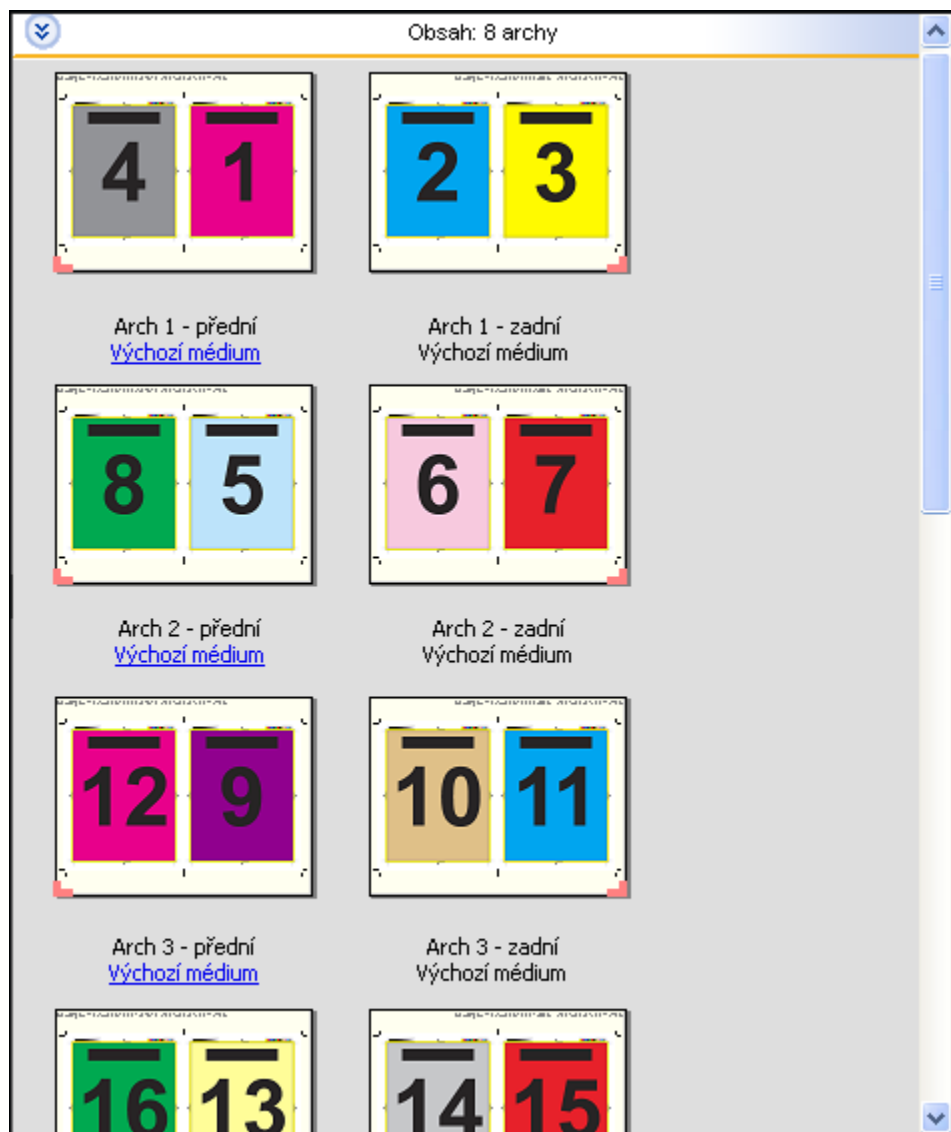 Obsah: 8 archy
4 1 2 3
Arch 1 - přední Arch 1 - zadní
Výchozí médium Výchozí médium
8 5 6 7
Arch 2 - přední Arch 2 - zadní
Výchozí médium Výchozí médium
12 9 10 11
Arch 3 - přední Arch 3 - zadní
Výchozí médium Výchozí médium
16 13 14 15